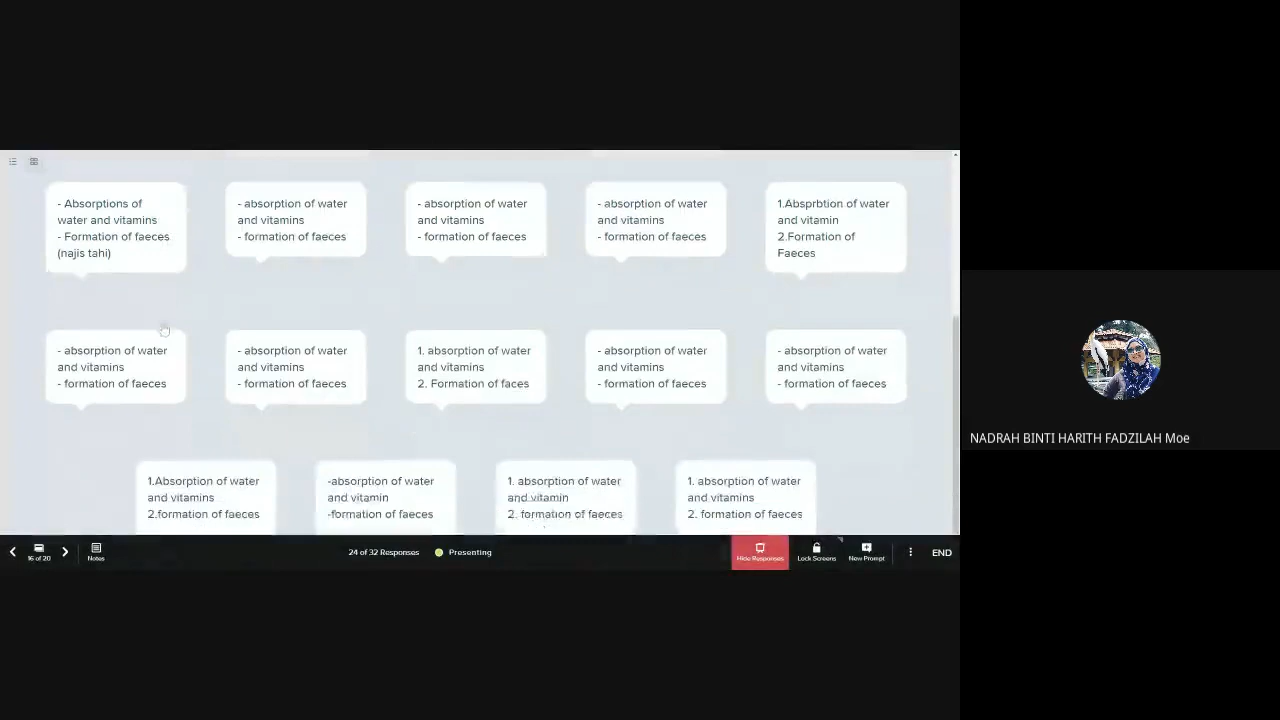 - Absorptions of
water and vitamins
- Formation of faeces
(najis tahi)
- absorption of water
and vitamins
- formation of faeces
- absorption of water
and vitamins
- formation of faeces
- absorption of water
and vitamins
- formation of faeces
1.Absprbtion of water
and vitamin
2.Formation of
Faeces
- absorption of water
and vitamins
- formation of faeces
- absorption of water
and vitamins
- formation of faeces
1. absorption of water
and vitamins
2. Formation of faces
- absorption of water
and vitamins
- formation of faeces
- absorption of water
and vitamins
- formation of faeces
1.Absorption of water
and vitamins
2.formation of faeces
-absorption of water
and vitamin
-formation of faeces
1. absorption of water
and vitamin
2. formation of faeces
1. absorption of water
and vitamins
2. formation of faeces
NADRAH BINTI HARITH FADZILAH Moe
16 of 20
Notes
24 of 32 Responses
Presenting
Hide Responses
Lock Screens
New Prompt
END